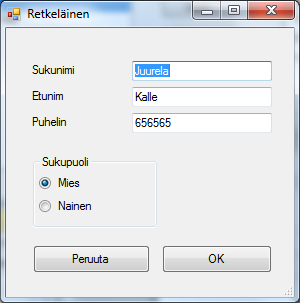 Retkeläinen
Sukunimi Juurela
Etunim Kalle
Puhelin 656565
Sukupuoli
Mies
Nainen
Peruuta OK